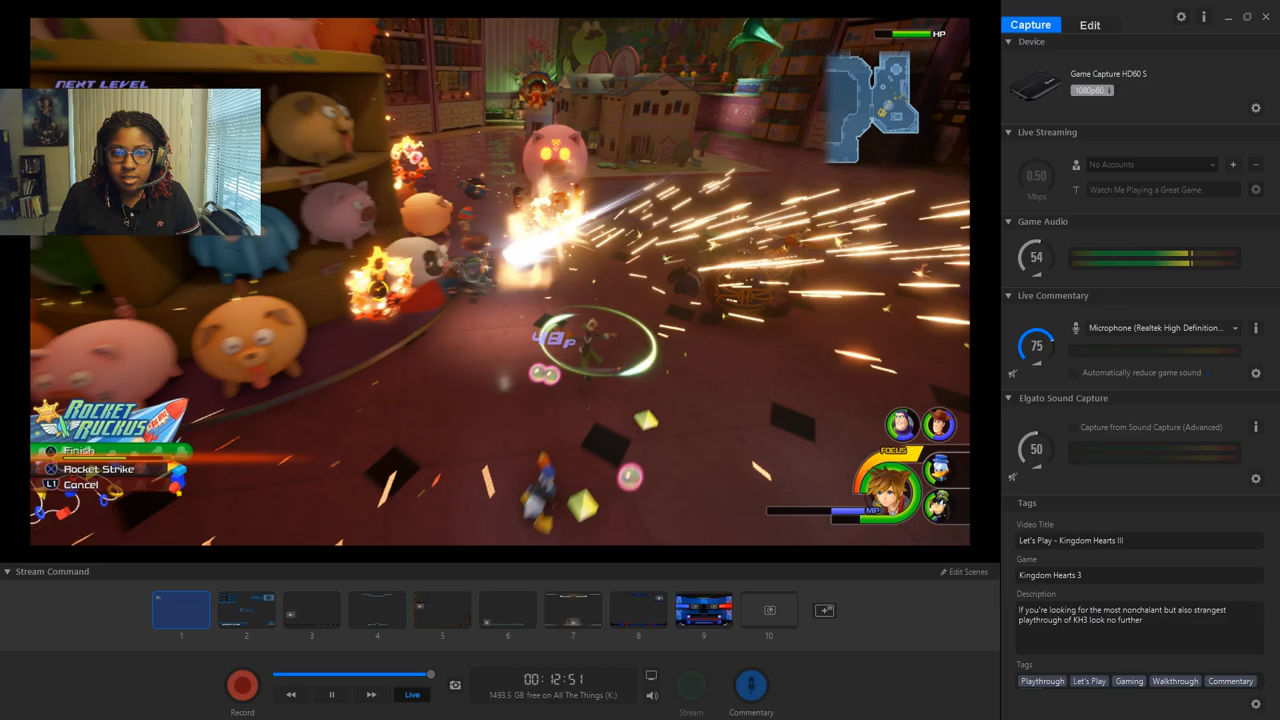 NEXT LEVEL
HP
48P
ROCKET
RUCKUS
Finish
Rocket Strike
L1 Cancel
FOCUS
MP
Capture
Edit
Device
Game Capture HD60 S
1080p60
Live Streaming
0.50
Mbps
No Accounts
T Watch Me Playing a Great Game
Game Audio
54
Live Commentary
75
Microphone (Realtek High Definition...
Automatically reduce game sound
Elgato Sound Capture
50
Capture from Sound Capture (Advanced)
Tags
Video Title
Let's Play - Kingdom Hearts III
Game
Kingdom Hearts 3
Description
If you're looking for the most nonchalant but also strangest
playthrough of KH3 look no further
Tags
Playthrough Let's Play Gaming Walkthrough Commentary
Stream Command
Edit Scenes
1 2 3 4 5 6 7 8 9 10
Record
Live
00:12:51
1493.5 GB free on All The Things (K:)
Stream
Commentary